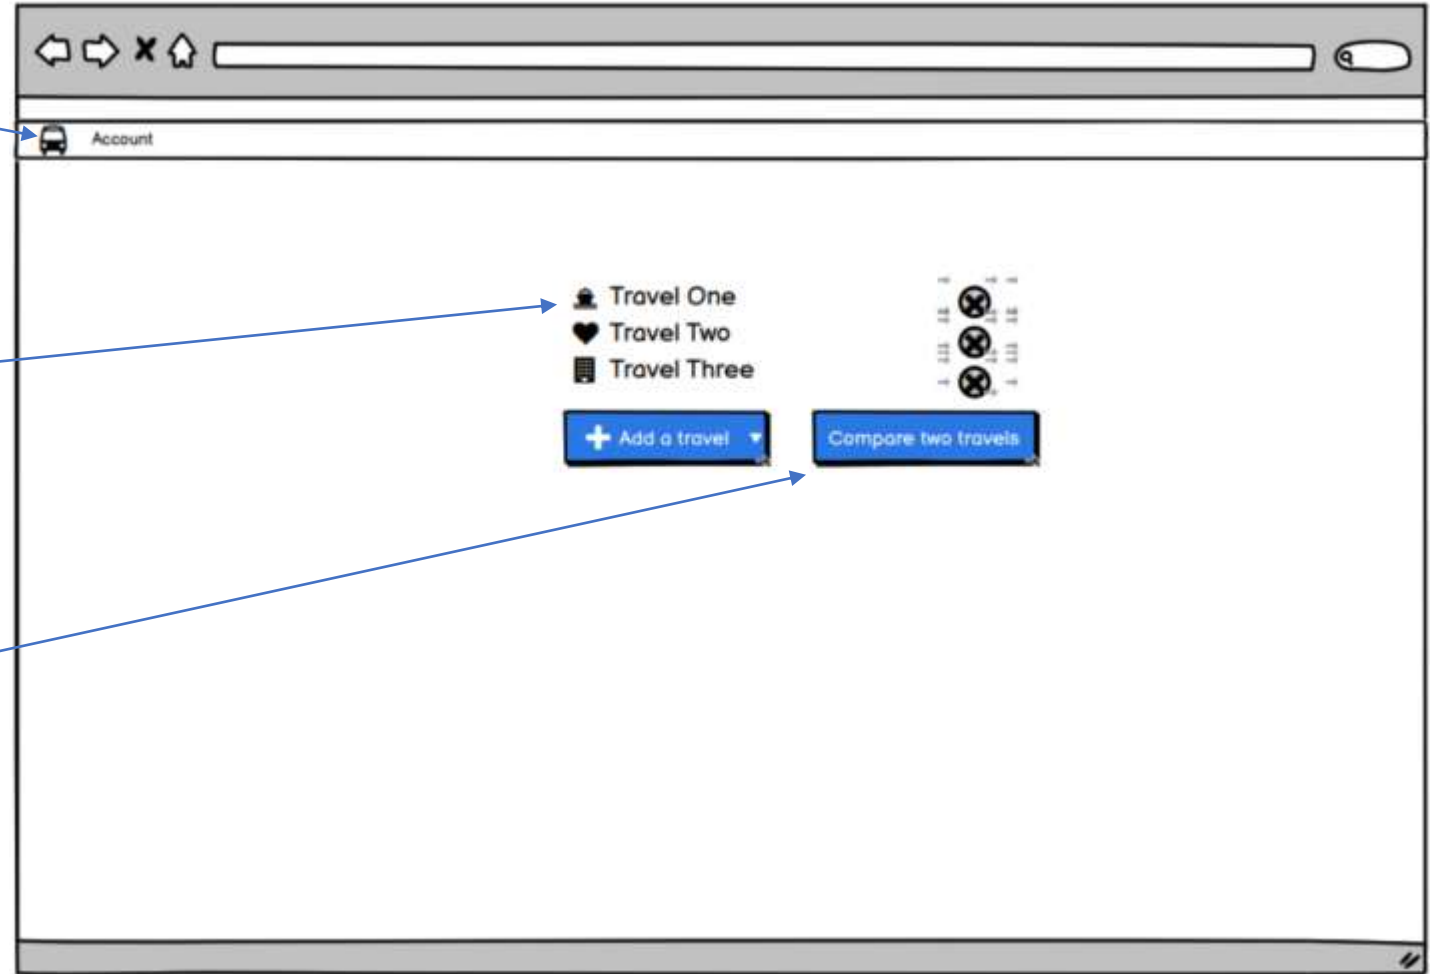 Account
Travel One
Travel Two
Travel Three
Add a travel
Compare two travels